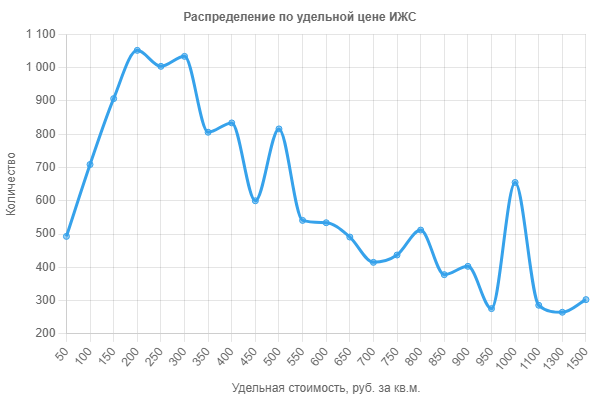 Распределение по удельной цене ИЖС
1 100
1 000
900
800
700
600
500
400
300
200
Количество
50 100 150 200 250 300 350 400 450 500 550 600 650 700 750 800 850 900 950 1000 1100 1300 1500
Удельная стоимость, руб. за кв.м.